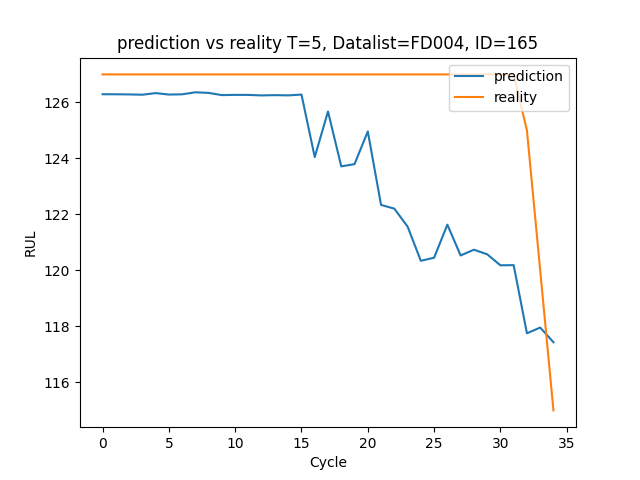 prediction vs reality T=5, Datalist=FD004, ID=165
prediction
reality
126
124
122
120
118
116
RUL
0 5 10 15 20 25 30 35
Cycle